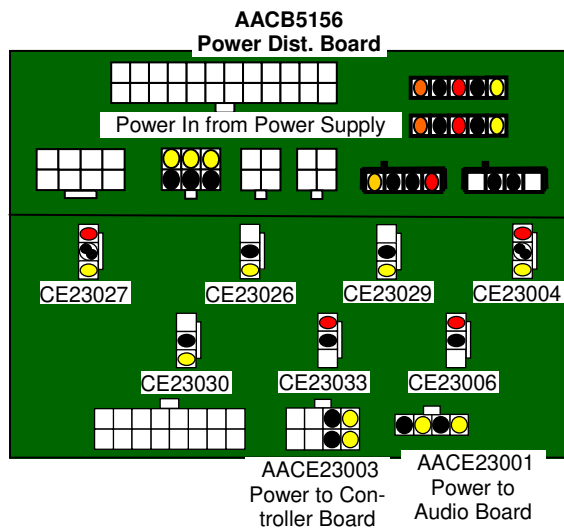 AACB5156
Power Dist. Board
Power In from Power Supply
CE23027
CE23026
CE23029
CE23004
CE23030
CE23033
CE23006
AACE23003
Power to Con-
troller Board
AACE23001
Power to
Audio Board